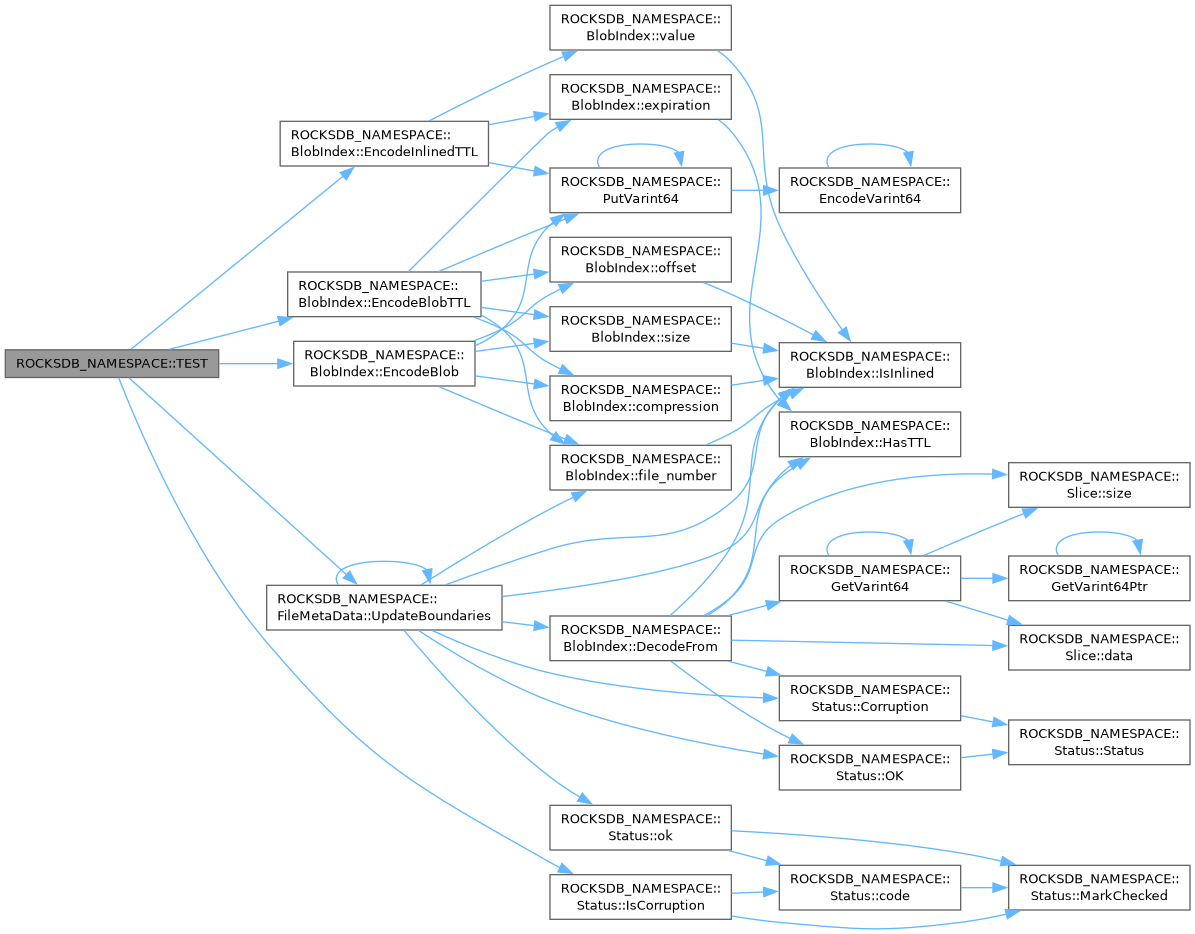 ROCKSDB_NAMESPACE::TEST
ROCKSDB_NAMESPACE::
BlobIndex::EncodeInlinedTTL
ROCKSDB_NAMESPACE::
BlobIndex::EncodeBlobTTL
ROCKSDB_NAMESPACE::
BlobIndex::EncodeBlob
ROCKSDB_NAMESPACE::
FileMetaData::UpdateBoundaries
ROCKSDB_NAMESPACE::
BlobIndex::value
ROCKSDB_NAMESPACE::
BlobIndex::expiration
ROCKSDB_NAMESPACE::
PutVarint64
ROCKSDB_NAMESPACE::
BlobIndex::offset
ROCKSDB_NAMESPACE::
BlobIndex::size
ROCKSDB_NAMESPACE::
BlobIndex::compression
ROCKSDB_NAMESPACE::
BlobIndex::file_number
ROCKSDB_NAMESPACE::
BlobIndex::DecodeFrom
ROCKSDB_NAMESPACE::
Status::ok
ROCKSDB_NAMESPACE::
Status::IsCorruption
ROCKSDB_NAMESPACE::
EncodeVarint64
ROCKSDB_NAMESPACE::
BlobIndex::IsInlined
ROCKSDB_NAMESPACE::
BlobIndex::HasTTL
ROCKSDB_NAMESPACE::
GetVarint64
ROCKSDB_NAMESPACE::
Status::Corruption
ROCKSDB_NAMESPACE::
Status::OK
ROCKSDB_NAMESPACE::
Status::code
ROCKSDB_NAMESPACE::
Slice::size
ROCKSDB_NAMESPACE::
GetVarint64Ptr
ROCKSDB_NAMESPACE::
Slice::data
ROCKSDB_NAMESPACE::
Status::Status
ROCKSDB_NAMESPACE::
Status::MarkChecked